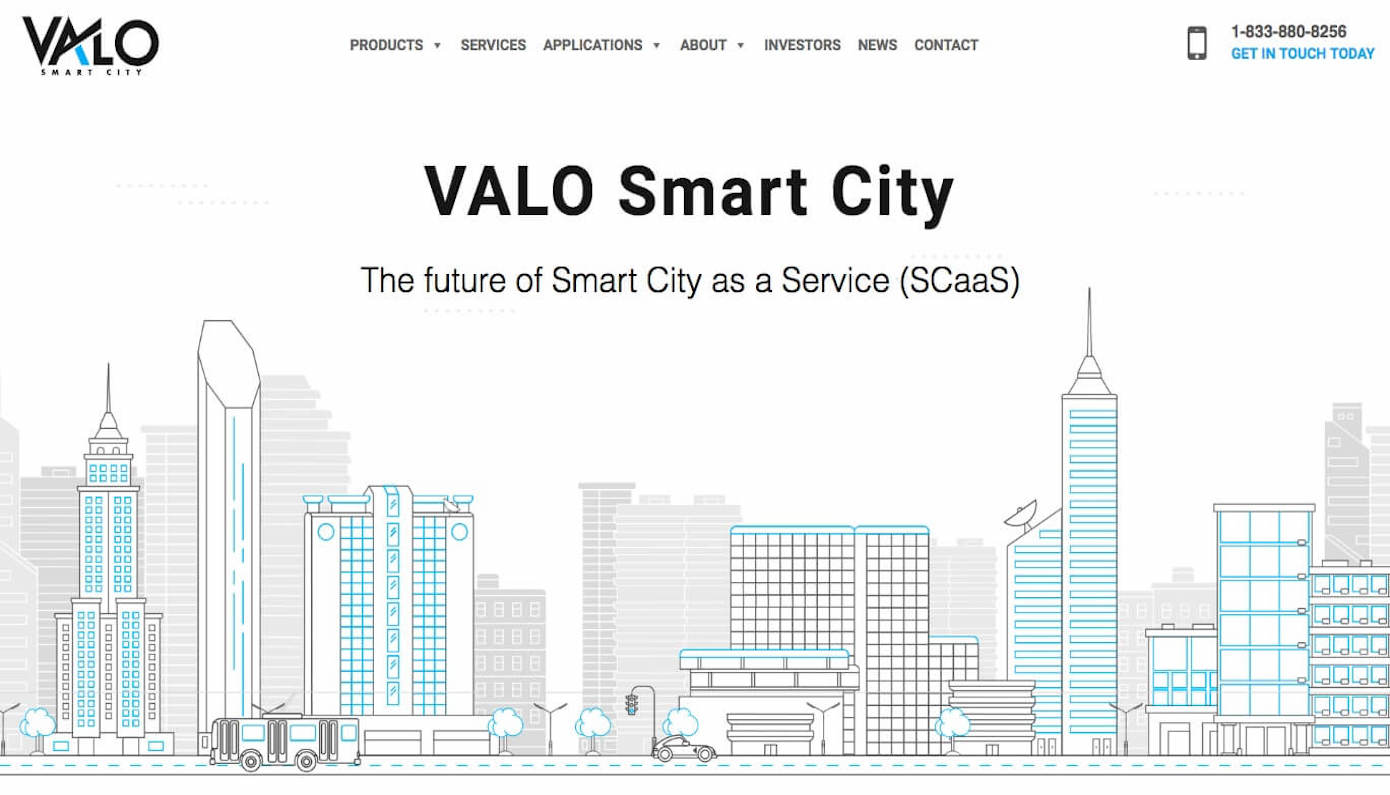 VALO
SMART CITY
PRODUCTS SERVICES APPLICATIONS ABOUT INVESTORS NEWS CONTACT
1-833-880-8256
GET IN TOUCH TODAY
VALO Smart City
The future of Smart City as a Service (SCaaS)